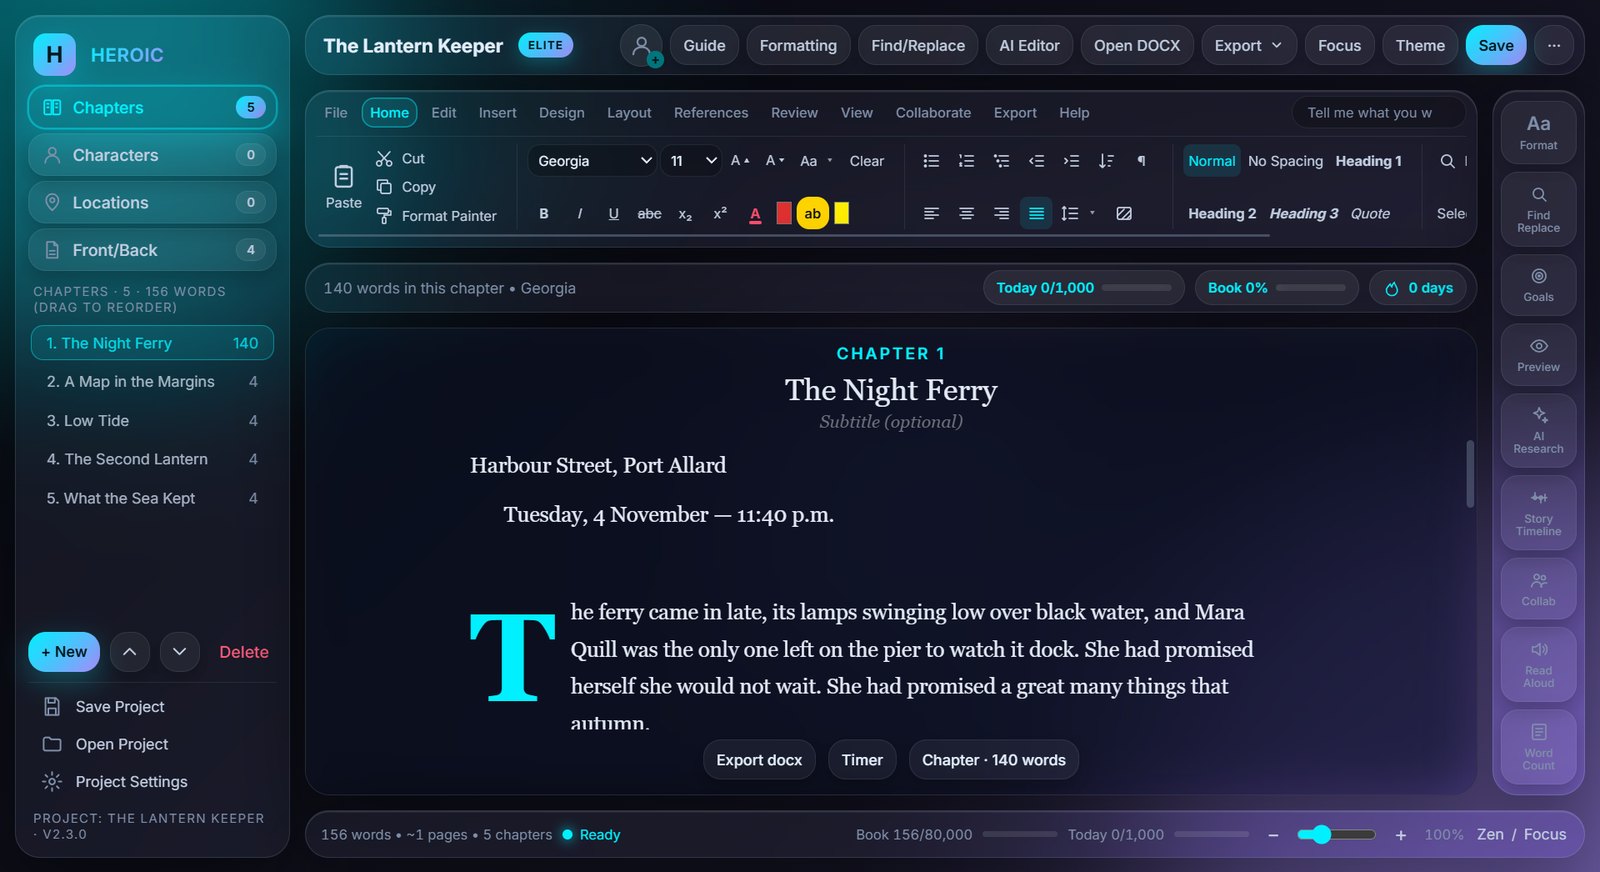 H HEROIC
Chapters 5
Characters 0
Locations 0
Front/Back 4
CHAPTERS · 5 · 156 WORDS
(DRAG TO REORDER)
1. The Night Ferry 140
2. A Map in the Margins 4
3. Low Tide 4
4. The Second Lantern 4
5. What the Sea Kept 4
+ New Delete
Save Project
Open Project
Project Settings
PROJECT: THE LANTERN KEEPER
· V2.3.0
The Lantern Keeper ELITE Guide Formatting Find/Replace AI Editor Open DOCX Export Focus Theme Save ...
File Home Edit Insert Design Layout References Review View Collaborate Export Help Tell me what you w
Paste
Cut
Copy
Format Painter
Georgia 11 A A Aa Clear ¶
B I U abc x₂ x² A ab
Normal No Spacing Heading 1
Heading 2 Heading 3 Quote Sele
140 words in this chapter • Georgia Today 0/1,000 Book 0% 0 days
CHAPTER 1
The Night Ferry
Subtitle (optional)
Harbour Street, Port Allard
Tuesday, 4 November — 11:40 p.m.
The ferry came in late, its lamps swinging low over black water, and Mara
Quill was the only one left on the pier to watch it dock. She had promised
herself she would not wait. She had promised a great many things that
autumn.
Export docx Timer Chapter · 140 words
Aa
Format
Find
Replace
Goals
Preview
AI
Research
Story
Timeline
Collab
Read
Aloud
Word
Count
156 words • ~1 pages • 5 chapters Ready Book 156/80,000 Today 0/1,000 − + 100% Zen / Focus